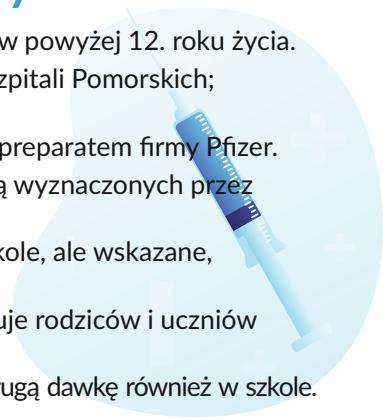 w powyżej 12. roku życia.
zpitali Pomorskich;
preparatem firmy Pfizer.
ą wyznaczonych przez
kole, ale wskazane,
uje rodziców i uczniów
ugą dawkę również w szkole.